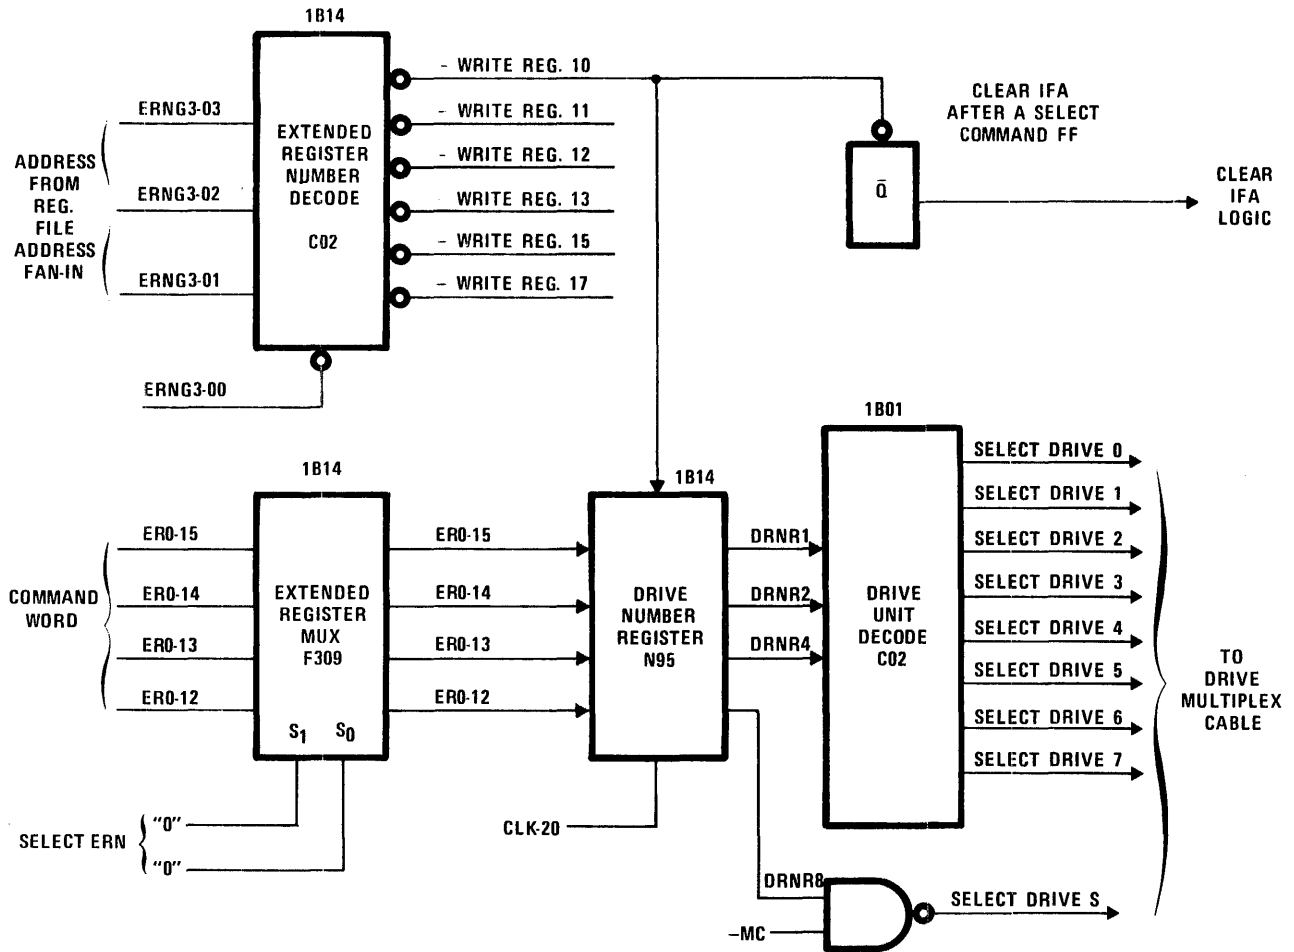 1B14
ERNG3-03
ERNG3-02
ERNG3-01
ERNG3-00
ADDRESS
FROM
REG.
FILE
ADDRESS
FAN-IN
EXTENDED
REGISTER
NUMBER
DECODE
C02
- WRITE REG. 10
- WRITE REG. 11
- WRITE REG. 12
- WRITE REG. 13
- WRITE REG. 15
- WRITE REG. 17
CLEAR IFA
AFTER A SELECT
COMMAND FF
Q̄
CLEAR
IFA
LOGIC
1B14
COMMAND
WORD
ER0-15
ER0-14
ER0-13
ER0-12
EXTENDED
REGISTER
MUX
F309
S1 S0
SELECT ERN
"0"
"0"
ER0-15
ER0-14
ER0-13
ER0-12
1B14
DRIVE
NUMBER
REGISTER
N95
CLK-20
DRNR1
DRNR2
DRNR4
DRNR8
-MC
1B01
DRIVE
UNIT
DECODE
C02
SELECT DRIVE 0
SELECT DRIVE 1
SELECT DRIVE 2
SELECT DRIVE 3
SELECT DRIVE 4
SELECT DRIVE 5
SELECT DRIVE 6
SELECT DRIVE 7
SELECT DRIVE S
TO
DRIVE
MULTIPLEX
CABLE